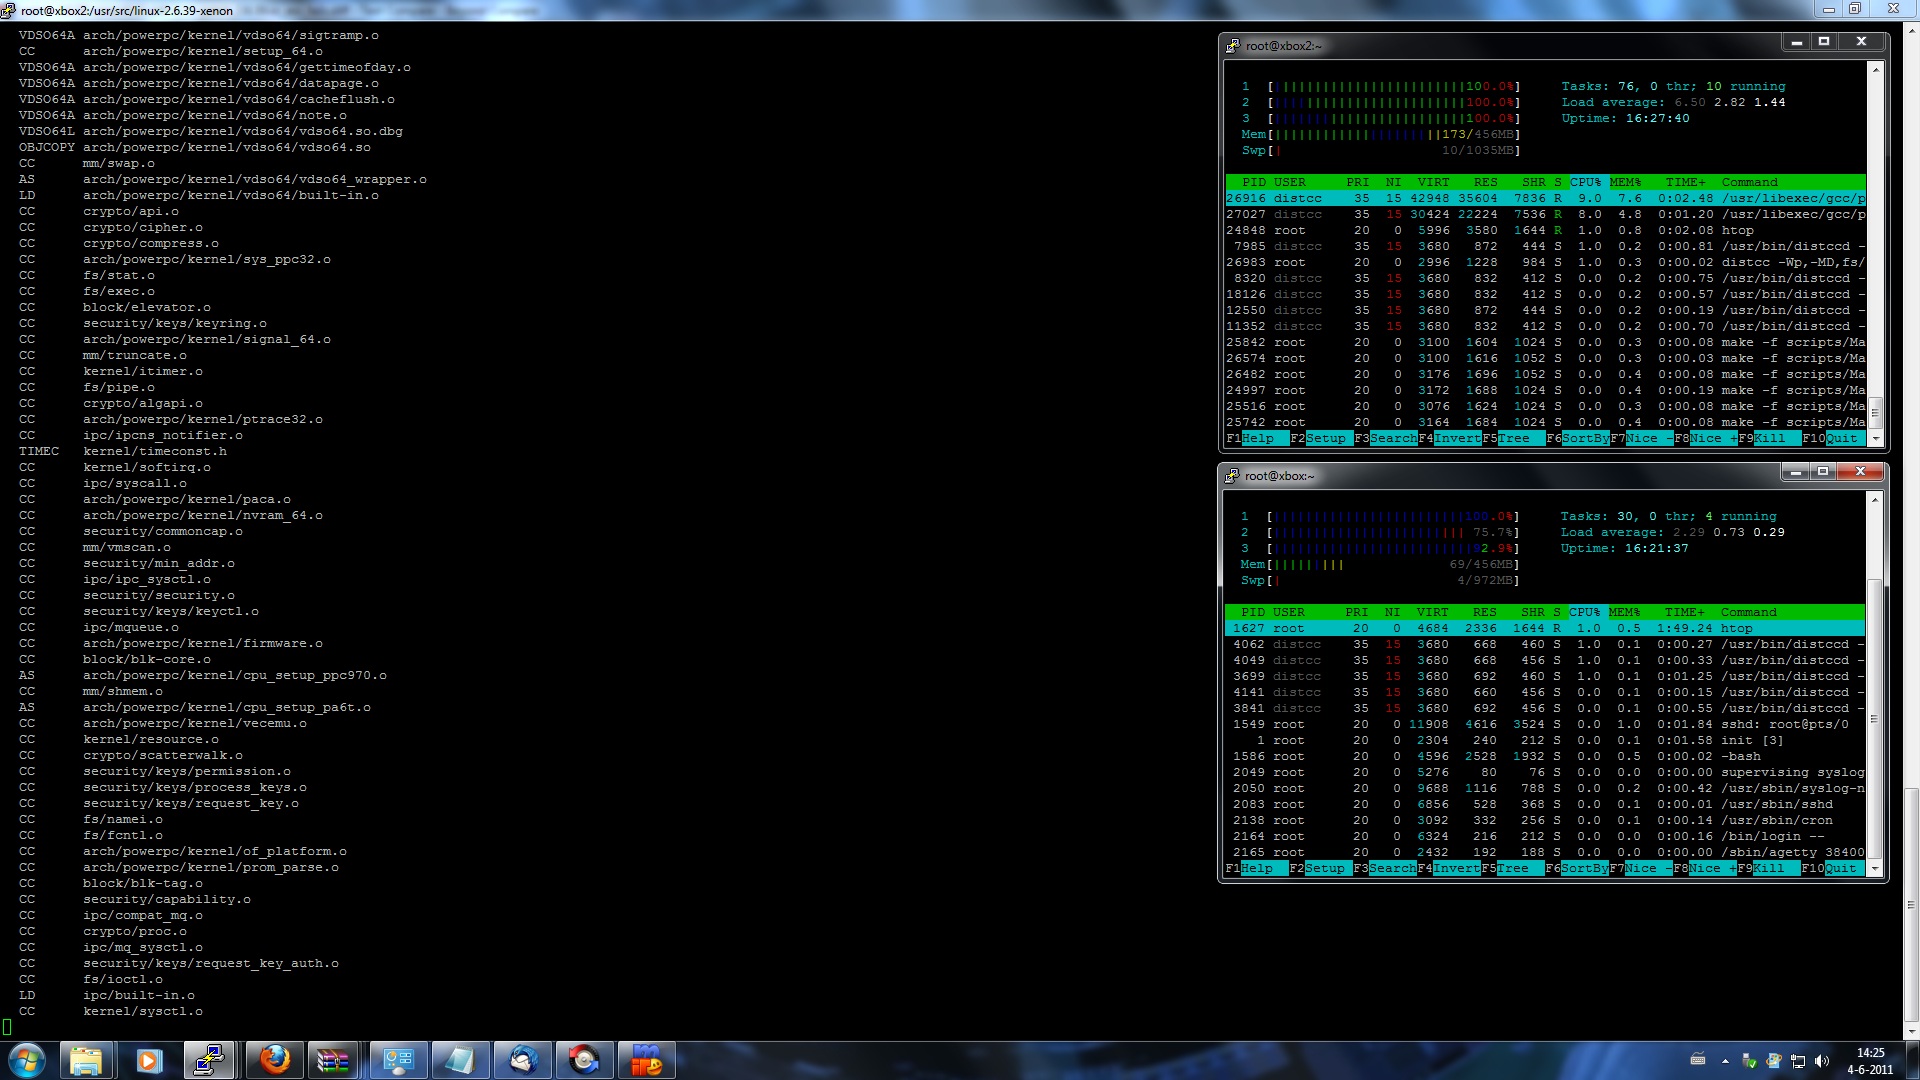 root@xbox2:/usr/src/linux-2.6.39-xenon
VDSO64A arch/powerpc/kernel/vdso64/sigtramp.o
CC arch/powerpc/kernel/setup_64.o
VDSO64A arch/powerpc/kernel/vdso64/gettimeofday.o
VDSO64A arch/powerpc/kernel/vdso64/datapage.o
VDSO64A arch/powerpc/kernel/vdso64/cacheflush.o
VDSO64A arch/powerpc/kernel/vdso64/note.o
VDSO64L arch/powerpc/kernel/vdso64/vdso64.so.dbg
OBJCOPY arch/powerpc/kernel/vdso64/vdso64.so
CC mm/swap.o
AS arch/powerpc/kernel/vdso64/vdso64_wrapper.o
LD arch/powerpc/kernel/vdso64/built-in.o
CC crypto/api.o
CC crypto/cipher.o
CC crypto/compress.o
CC arch/powerpc/kernel/sys_ppc32.o
CC fs/stat.o
CC fs/exec.o
CC block/elevator.o
CC security/keys/keyring.o
CC arch/powerpc/kernel/signal_64.o
CC mm/truncate.o
CC kernel/itimer.o
CC fs/pipe.o
CC crypto/algapi.o
CC arch/powerpc/kernel/ptrace32.o
CC ipc/ipcns_notifier.o
TIMEC kernel/timeconst.h
CC kernel/softirq.o
CC ipc/syscall.o
CC arch/powerpc/kernel/paca.o
CC arch/powerpc/kernel/nvram_64.o
CC security/commoncap.o
CC mm/vmscan.o
CC security/min_addr.o
CC ipc/ipc_sysctl.o
CC security/security.o
CC security/keys/keyctl.o
CC ipc/mqueue.o
CC arch/powerpc/kernel/firmware.o
CC block/blk-core.o
AS arch/powerpc/kernel/cpu_setup_ppc970.o
CC mm/shmem.o
AS arch/powerpc/kernel/cpu_setup_pa6t.o
CC arch/powerpc/kernel/vecemu.o
CC kernel/resource.o
CC crypto/scatterwalk.o
CC security/keys/permission.o
CC security/keys/process_keys.o
CC security/keys/request_key.o
CC fs/namei.o
CC fs/fcntl.o
CC arch/powerpc/kernel/of_platform.o
CC arch/powerpc/kernel/prom_parse.o
CC block/blk-tag.o
CC security/capability.o
CC ipc/compat_mq.o
CC crypto/proc.o
CC ipc/mq_sysctl.o
CC security/keys/request_key_auth.o
CC fs/ioctl.o
LD ipc/built-in.o
CC kernel/sysctl.o
root@xbox2:~
1 [||||||||||||||||||||||||100.0%] Tasks: 76, 0 thr; 10 running
2 [||||||||||||||||||||||||100.0%] Load average: 6.50 2.82 1.44
3 [||||||||||||||||||||||||100.0%] Uptime: 16:27:40
Mem[|||||||||||||||||||||173/456MB]
Swp[| 10/1035MB]
PID USER PRI NI VIRT RES SHR S CPU% MEM% TIME+ Command
26916 distcc 35 15 42948 35604 7836 R 9.0 7.6 0:02.48 /usr/libexec/gcc/p
27027 distcc 35 15 30424 22224 7536 R 8.0 4.8 0:01.20 /usr/libexec/gcc/p
24848 root 20 0 5996 3580 1644 R 1.0 0.8 0:02.08 htop
7985 distcc 35 15 3680 872 444 S 1.0 0.2 0:00.81 /usr/bin/distccd -
26983 root 20 0 2996 1228 984 S 1.0 0.3 0:00.02 distcc -Wp,-MD,fs/
8320 distcc 35 15 3680 832 412 S 0.0 0.2 0:00.75 /usr/bin/distccd -
18126 distcc 35 15 3680 832 412 S 0.0 0.2 0:00.57 /usr/bin/distccd -
12550 distcc 35 15 3680 872 444 S 0.0 0.2 0:00.19 /usr/bin/distccd -
11352 distcc 35 15 3680 832 412 S 0.0 0.2 0:00.70 /usr/bin/distccd -
25842 root 20 0 3100 1604 1024 S 0.0 0.3 0:00.08 make -f scripts/Ma
26574 root 20 0 3100 1616 1052 S 0.0 0.3 0:00.03 make -f scripts/Ma
26482 root 20 0 3176 1696 1052 S 0.0 0.4 0:00.08 make -f scripts/Ma
24997 root 20 0 3172 1688 1024 S 0.0 0.4 0:00.19 make -f scripts/Ma
25516 root 20 0 3076 1624 1024 S 0.0 0.3 0:00.08 make -f scripts/Ma
25742 root 20 0 3164 1684 1024 S 0.0 0.4 0:00.08 make -f scripts/Ma
F1Help F2Setup F3SearchF4InvertF5Tree F6SortByF7Nice -F8Nice +F9Kill F10Quit
root@xbox:~
1 [||||||||||||||||||||||||100.0%] Tasks: 30, 0 thr; 4 running
2 [|||||||||||||||||||||||| 75.7%] Load average: 2.29 0.73 0.29
3 [|||||||||||||||||||||||||92.9%] Uptime: 16:21:37
Mem[||||||||| 69/456MB]
Swp[| 4/972MB]
PID USER PRI NI VIRT RES SHR S CPU% MEM% TIME+ Command
1627 root 20 0 4684 2336 1644 R 1.0 0.5 1:49.24 htop
4062 distcc 35 15 3680 668 460 S 1.0 0.1 0:00.27 /usr/bin/distccd -
4049 distcc 35 15 3680 668 456 S 1.0 0.1 0:00.33 /usr/bin/distccd -
3699 distcc 35 15 3680 692 460 S 1.0 0.1 0:01.25 /usr/bin/distccd -
4141 distcc 35 15 3680 660 456 S 0.0 0.1 0:00.15 /usr/bin/distccd -
3841 distcc 35 15 3680 692 456 S 0.0 0.1 0:00.55 /usr/bin/distccd -
1549 root 20 0 11908 4616 3524 S 0.0 1.0 0:01.84 sshd: root@pts/0
1 root 20 0 2304 240 212 S 0.0 0.1 0:01.58 init [3]
1586 root 20 0 4596 2528 1932 S 0.0 0.5 0:00.02 -bash
2049 root 20 0 5276 80 76 S 0.0 0.0 0:00.00 supervising syslog
2050 root 20 0 9688 1116 788 S 0.0 0.2 0:00.42 /usr/sbin/syslog-n
2083 root 20 0 6856 528 368 S 0.0 0.1 0:00.01 /usr/sbin/sshd
2138 root 20 0 3092 332 256 S 0.0 0.1 0:00.14 /usr/sbin/cron
2164 root 20 0 6324 216 212 S 0.0 0.0 0:00.16 /bin/login --
2165 root 20 0 2432 192 188 S 0.0 0.0 0:00.00 /sbin/agetty 38400
F1Help F2Setup F3SearchF4InvertF5Tree F6SortByF7Nice -F8Nice +F9Kill F10Quit
14:25
4-6-2011